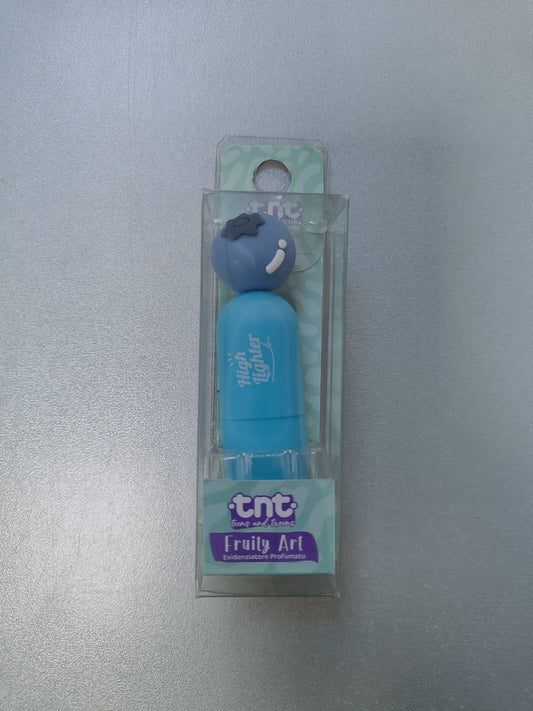 ·tnt·
High
Lighter
·tnt·
teens and tweens
Fruity Art
Evidenziatore Profumato